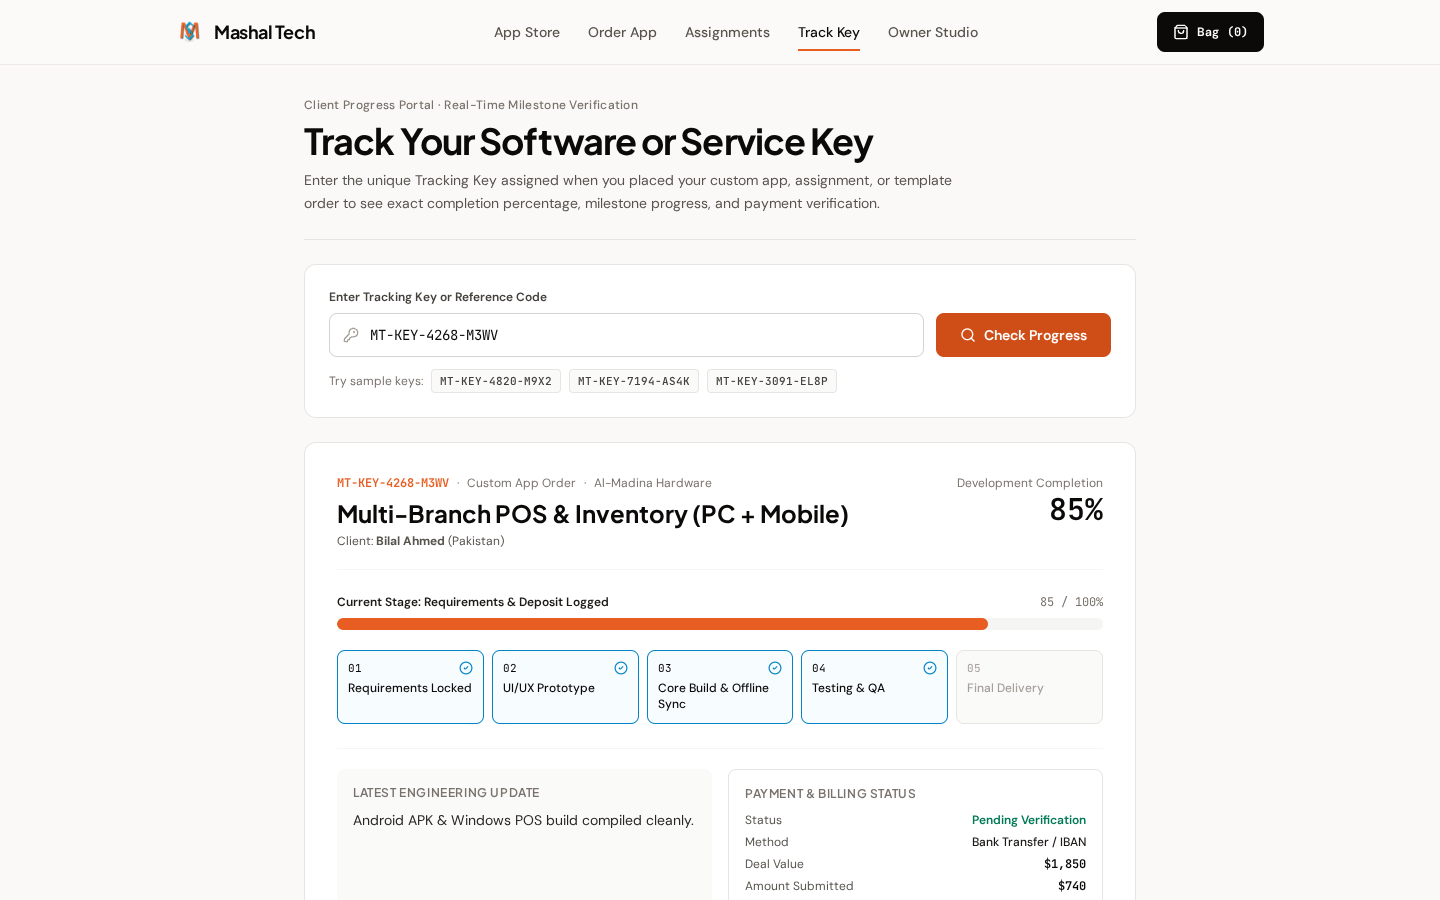 Mashal Tech
App Store
Order App
Assignments
Track Key
Owner Studio
Bag (0)
Client Progress Portal · Real-Time Milestone Verification
Track Your Software or Service Key
Enter the unique Tracking Key assigned when you placed your custom app, assignment, or template
order to see exact completion percentage, milestone progress, and payment verification.
Enter Tracking Key or Reference Code
MT-KEY-4268-M3WV
Check Progress
Try sample keys: MT-KEY-4820-M9X2 MT-KEY-7194-AS4K MT-KEY-3091-EL8P
MT-KEY-4268-M3WV · Custom App Order · Al-Madina Hardware
Development Completion
Multi-Branch POS & Inventory (PC + Mobile)
85%
Client: Bilal Ahmed (Pakistan)
Current Stage: Requirements & Deposit Logged
85 / 100%
01
Requirements Locked
02
UI/UX Prototype
03
Core Build & Offline
Sync
04
Testing & QA
05
Final Delivery
LATEST ENGINEERING UPDATE
Android APK & Windows POS build compiled cleanly.
PAYMENT & BILLING STATUS
Status Pending Verification
Method Bank Transfer / IBAN
Deal Value $1,850
Amount Submitted $740